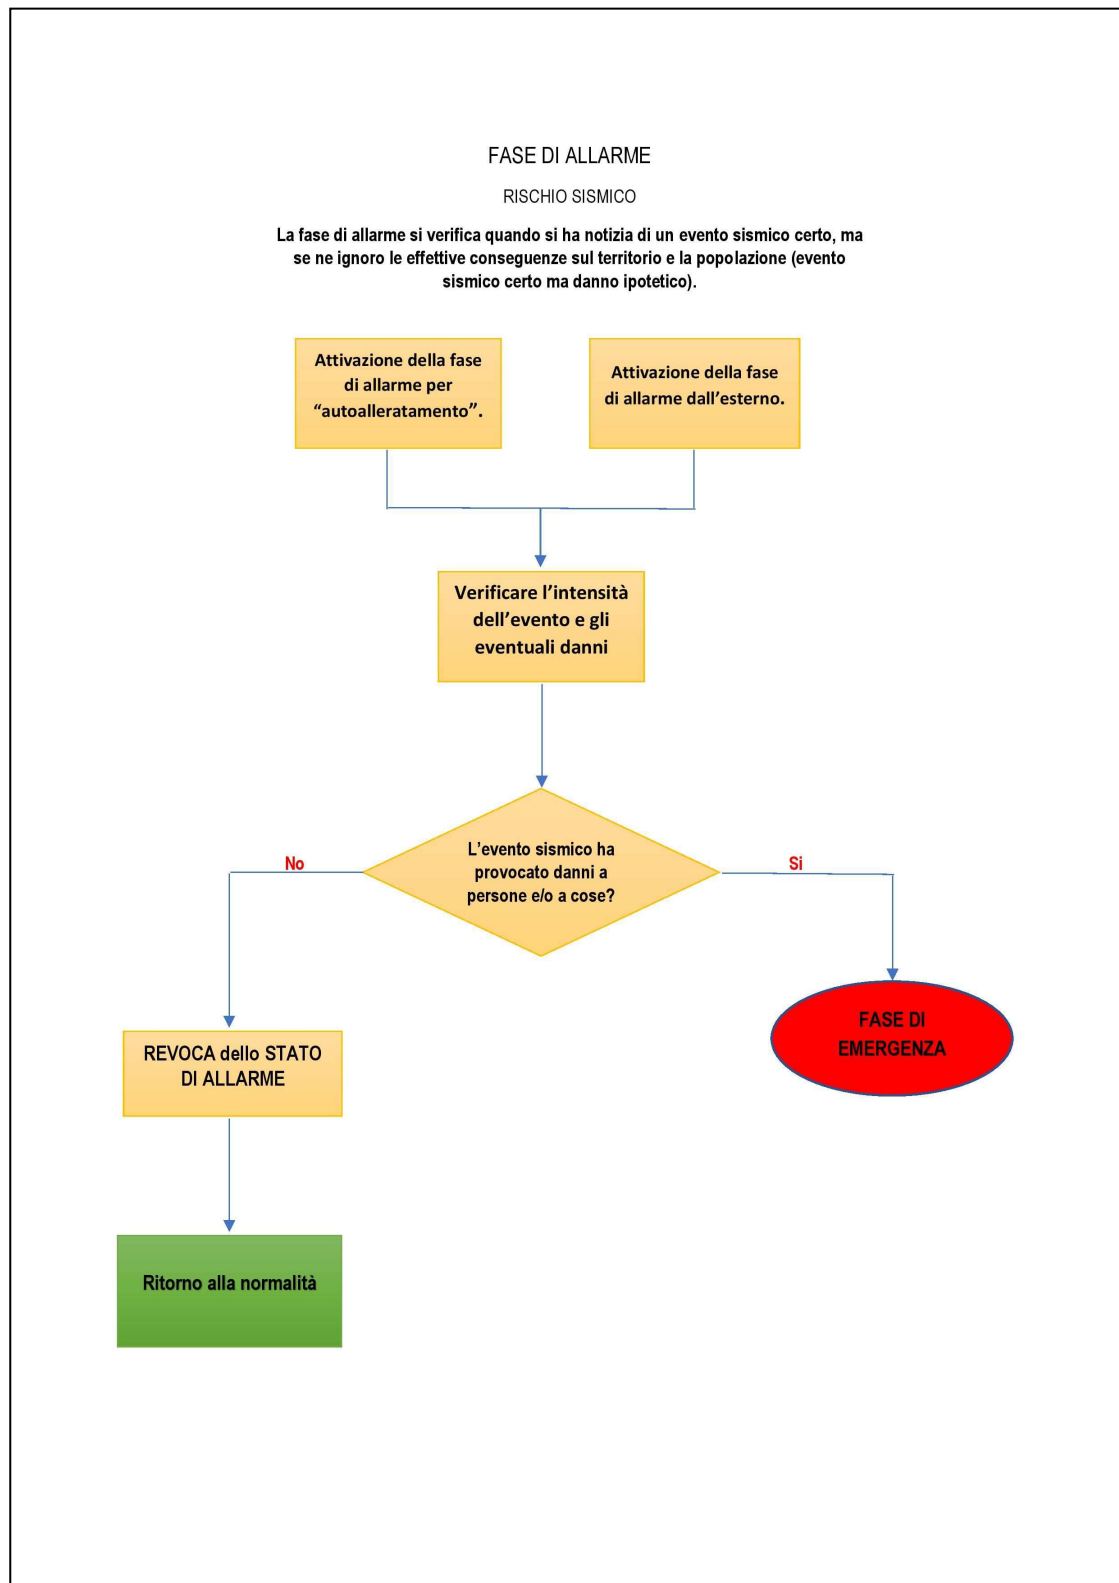 FASE DI ALLARME
RISCHIO SISMICO
La fase di allarme si verifica quando si ha notizia di un evento sismico certo, ma
se ne ignoro le effettive conseguenze sul territorio e la popolazione (evento
sismico certo ma danno ipotetico).
Attivazione della fase
di allarme per
“autoalleratamento”.
Attivazione della fase
di allarme dall’esterno.
Verificare l’intensità
dell’evento e gli
eventuali danni
L’evento sismico ha
provocato danni a
persone e/o a cose?
No
Si
REVOCA dello STATO
DI ALLARME
FASE DI
EMERGENZA
Ritorno alla normalità